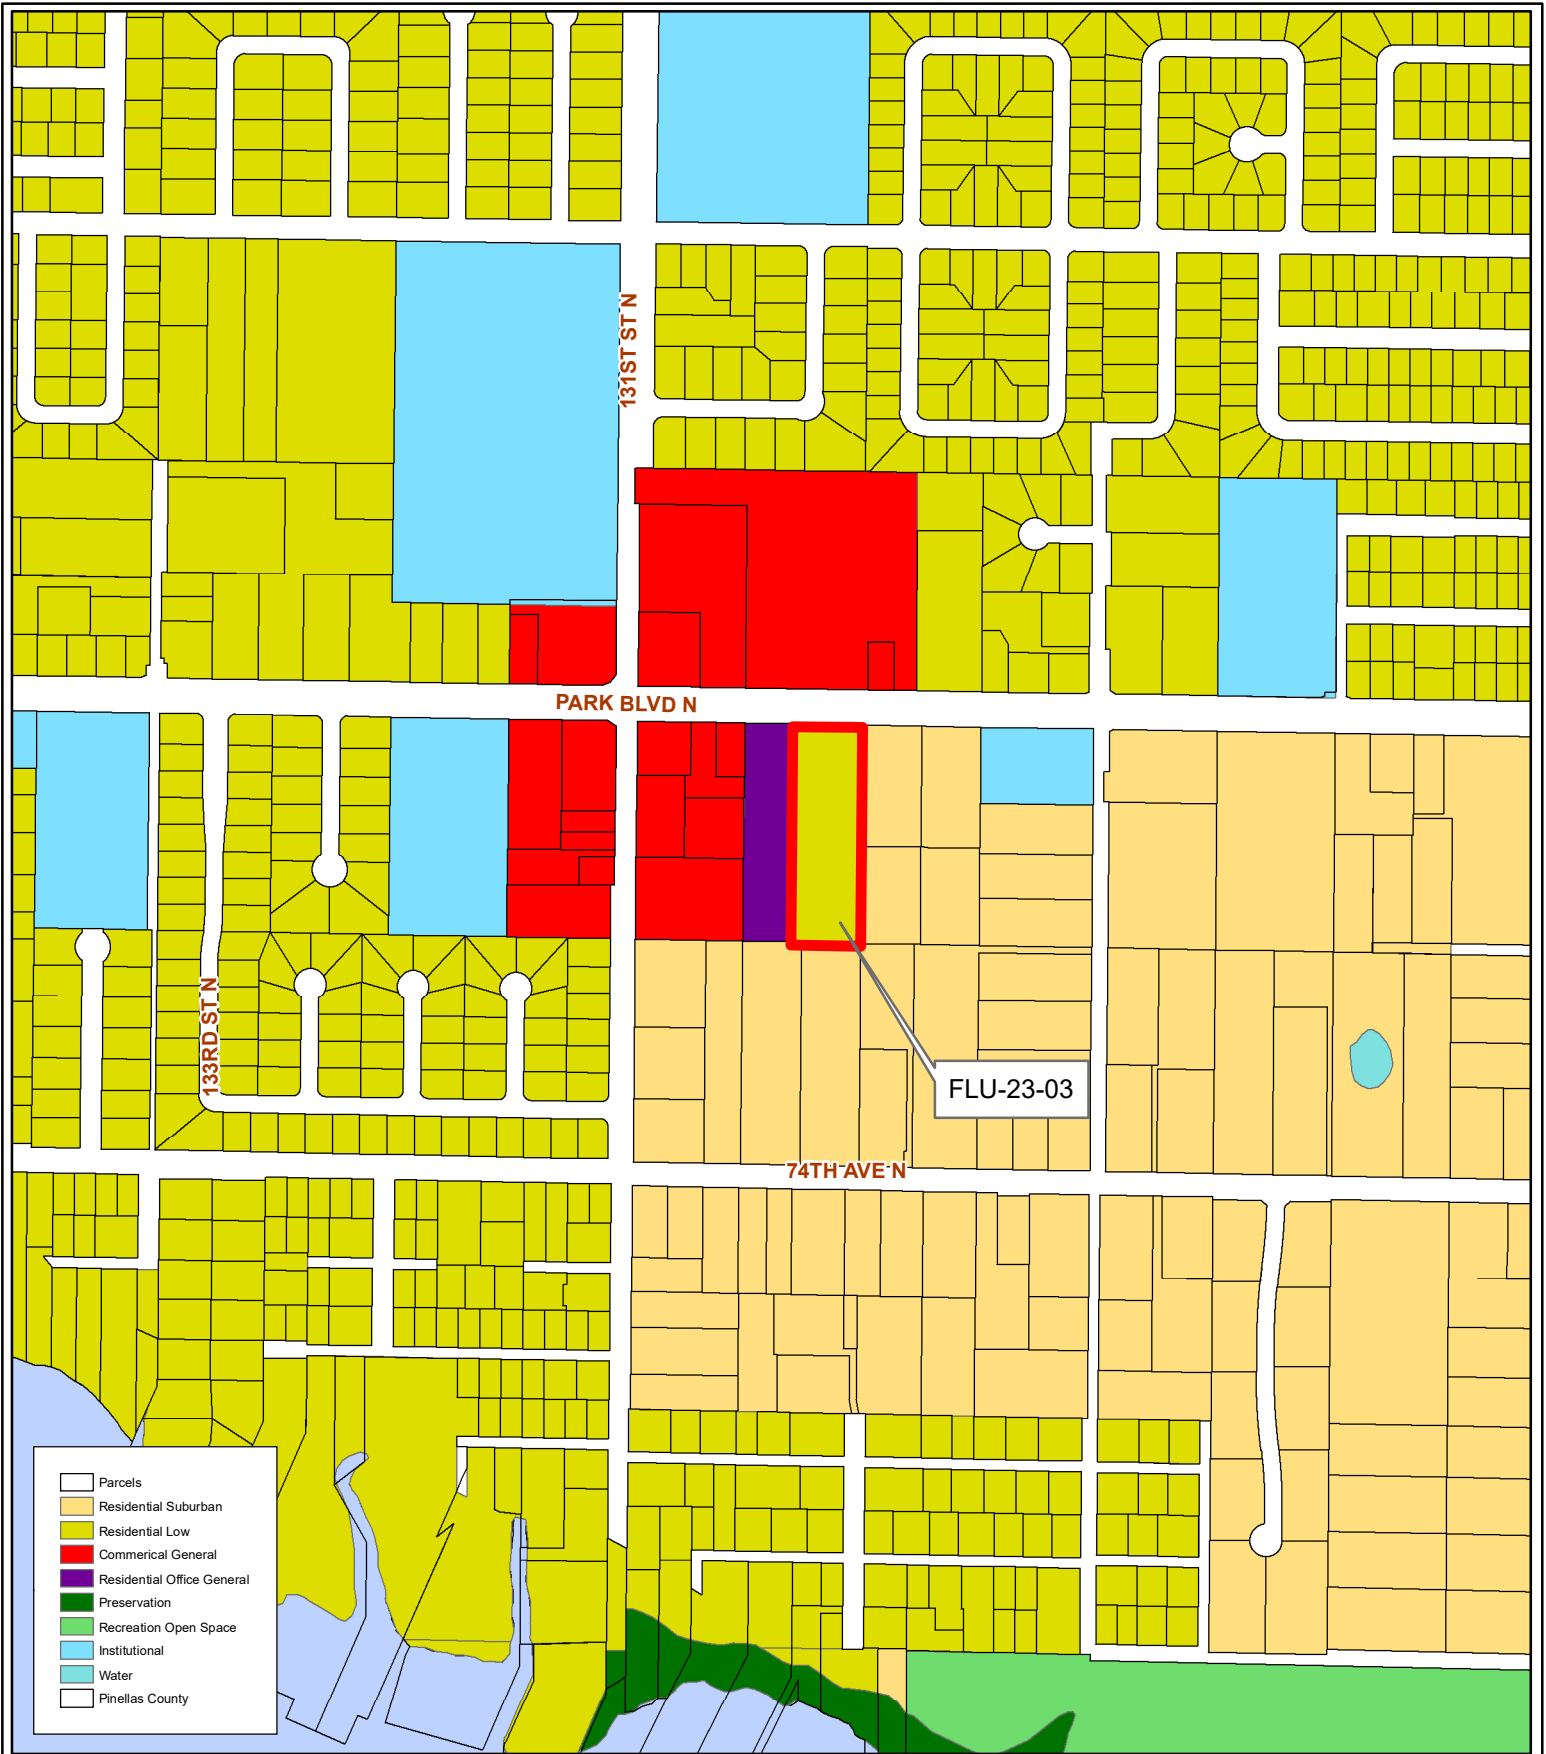 131ST ST N
PARK BLVD N
133RD ST N
FLU-23-03
74TH AVE N
Parcels
Residential Suburban
Residential Low
Commerical General
Residential Office General
Preservation
Recreation Open Space
Institutional
Water
Pinellas County